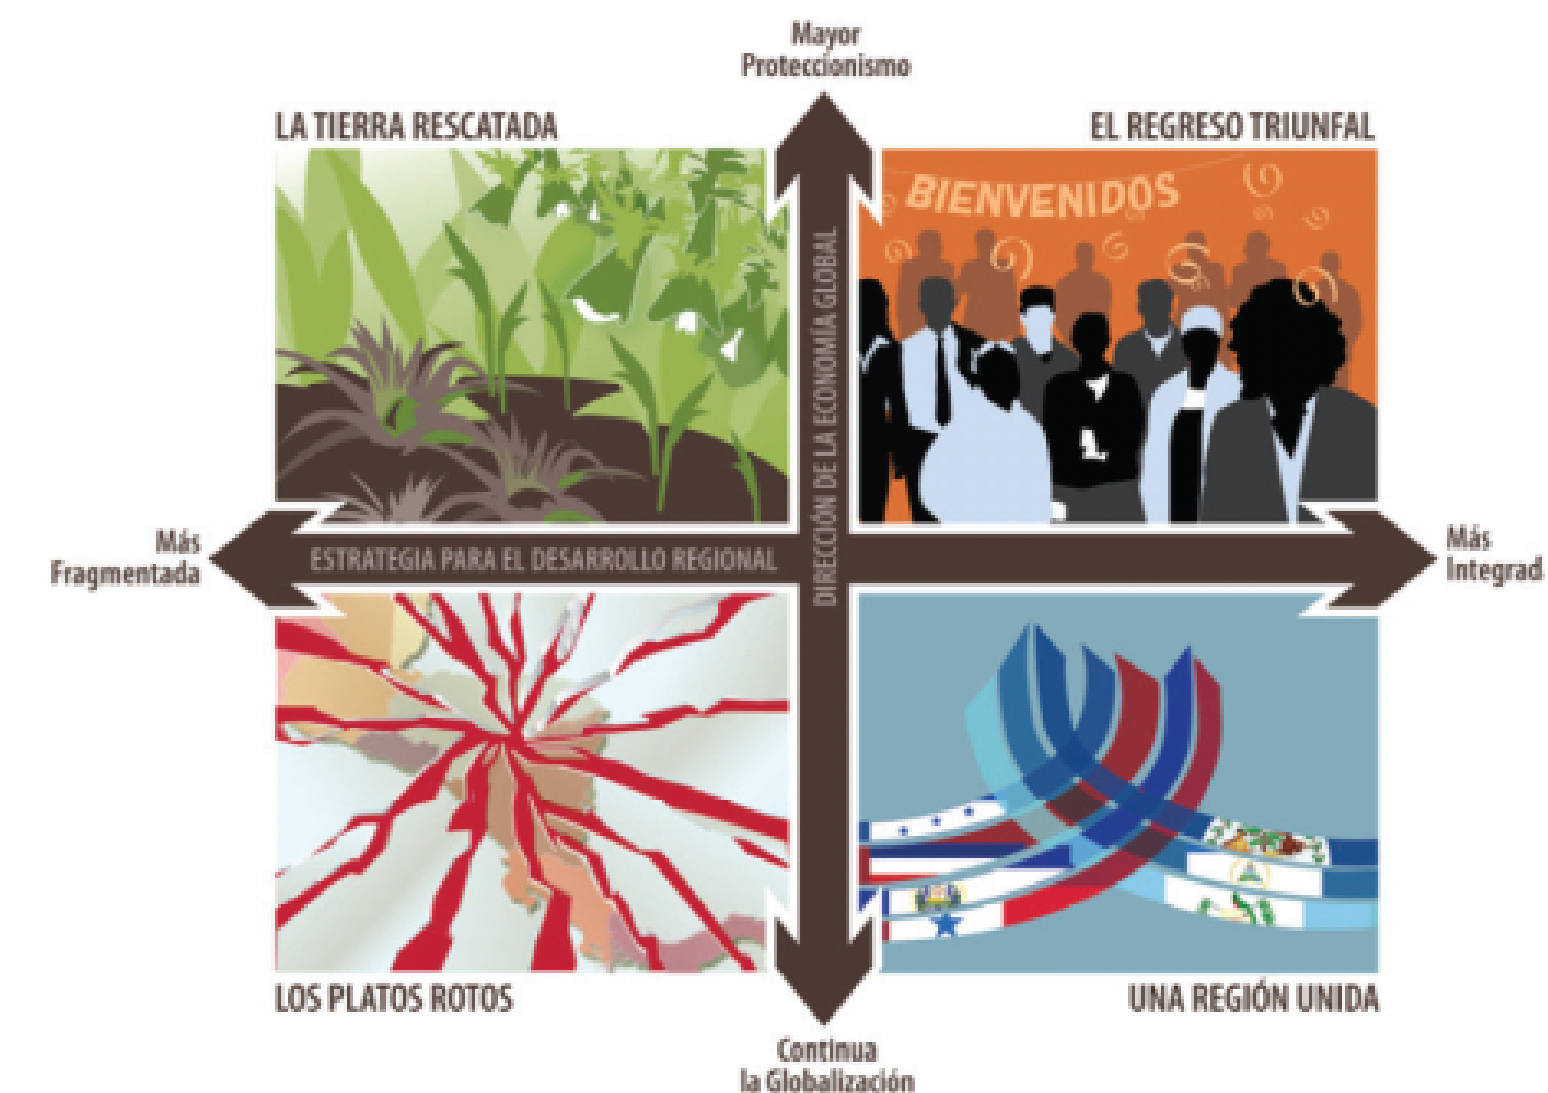 Mayor
Proteccionismo
LA TIERRA RESCATADA
EL REGRESO TRIUNFAL
BIENVENIDOS
DIRECCIÓN DE LA ECONOMÍA GLOBAL
Más
Fragmentada
ESTRATEGIA PARA EL DESARROLLO REGIONAL
Más
Integrad
LOS PLATOS ROTOS
UNA REGIÓN UNIDA
Continua
la Globalización